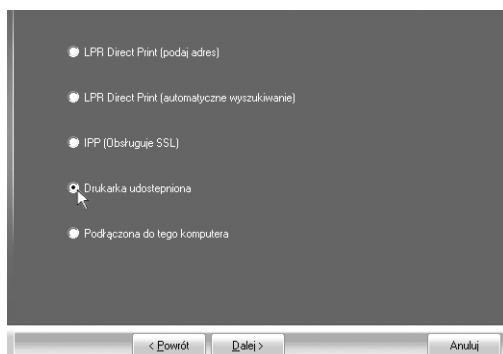 LPR Direct Print (podaj adres)
LPR Direct Print (automatyczne wyszukiwanie)
IPP (Obsługuje SSL)
Drukarka udostepniona
Podłączona do tego komputera
< Powrót Dalej > Anuluj